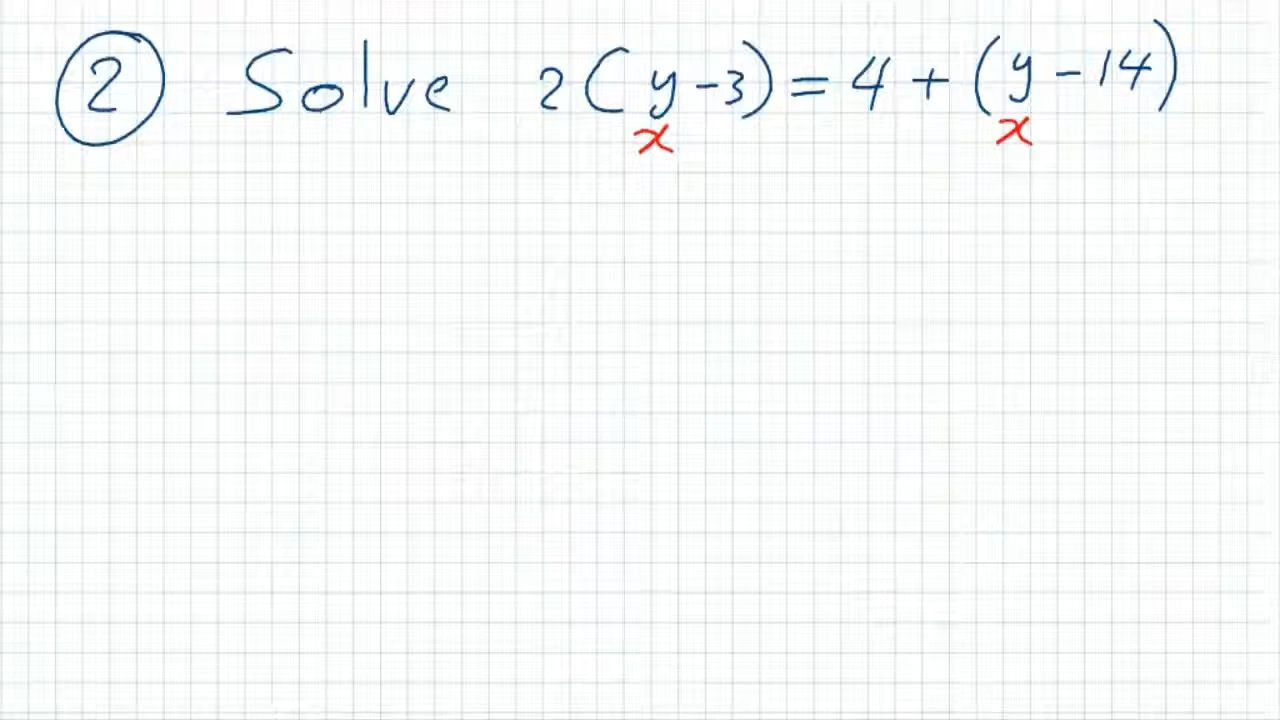 2 Solve 2(y-3) = 4 + (y-14)
x x